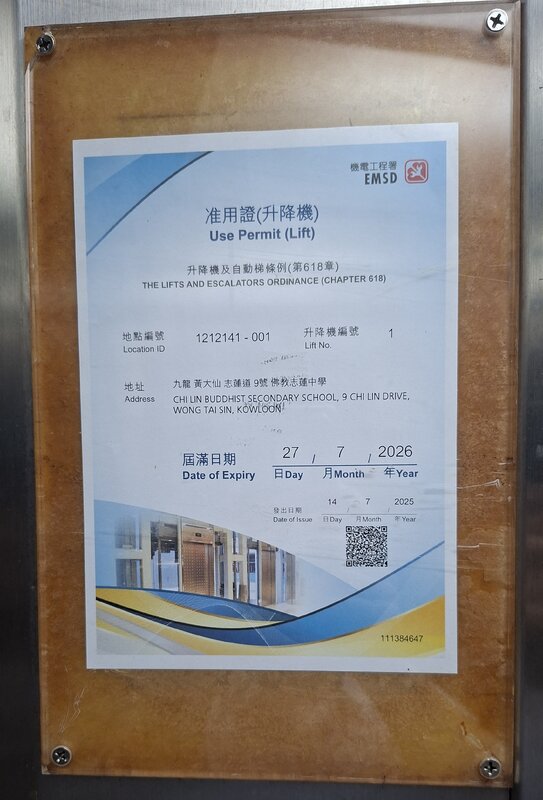 機電工程署
EMSD
准用證(升降機)
Use Permit (Lift)
升降機及自動梯條例(第618章)
THE LIFTS AND ESCALATORS ORDINANCE (CHAPTER 618)
地點編號 1212141 - 001 升降機編號 1
Location ID Lift No.
地址 九龍 黃大仙 志蓮道 9號 佛教志蓮中學
Address CHI LIN BUDDHIST SECONDARY SCHOOL, 9 CHI LIN DRIVE,
WONG TAI SIN, KOWLOON
屆滿日期 27 / 7 / 2026
Date of Expiry 日Day 月Month 年Year
發出日期 14 / 7 / 2025
Date of Issue 日Day 月Month 年Year
111384647